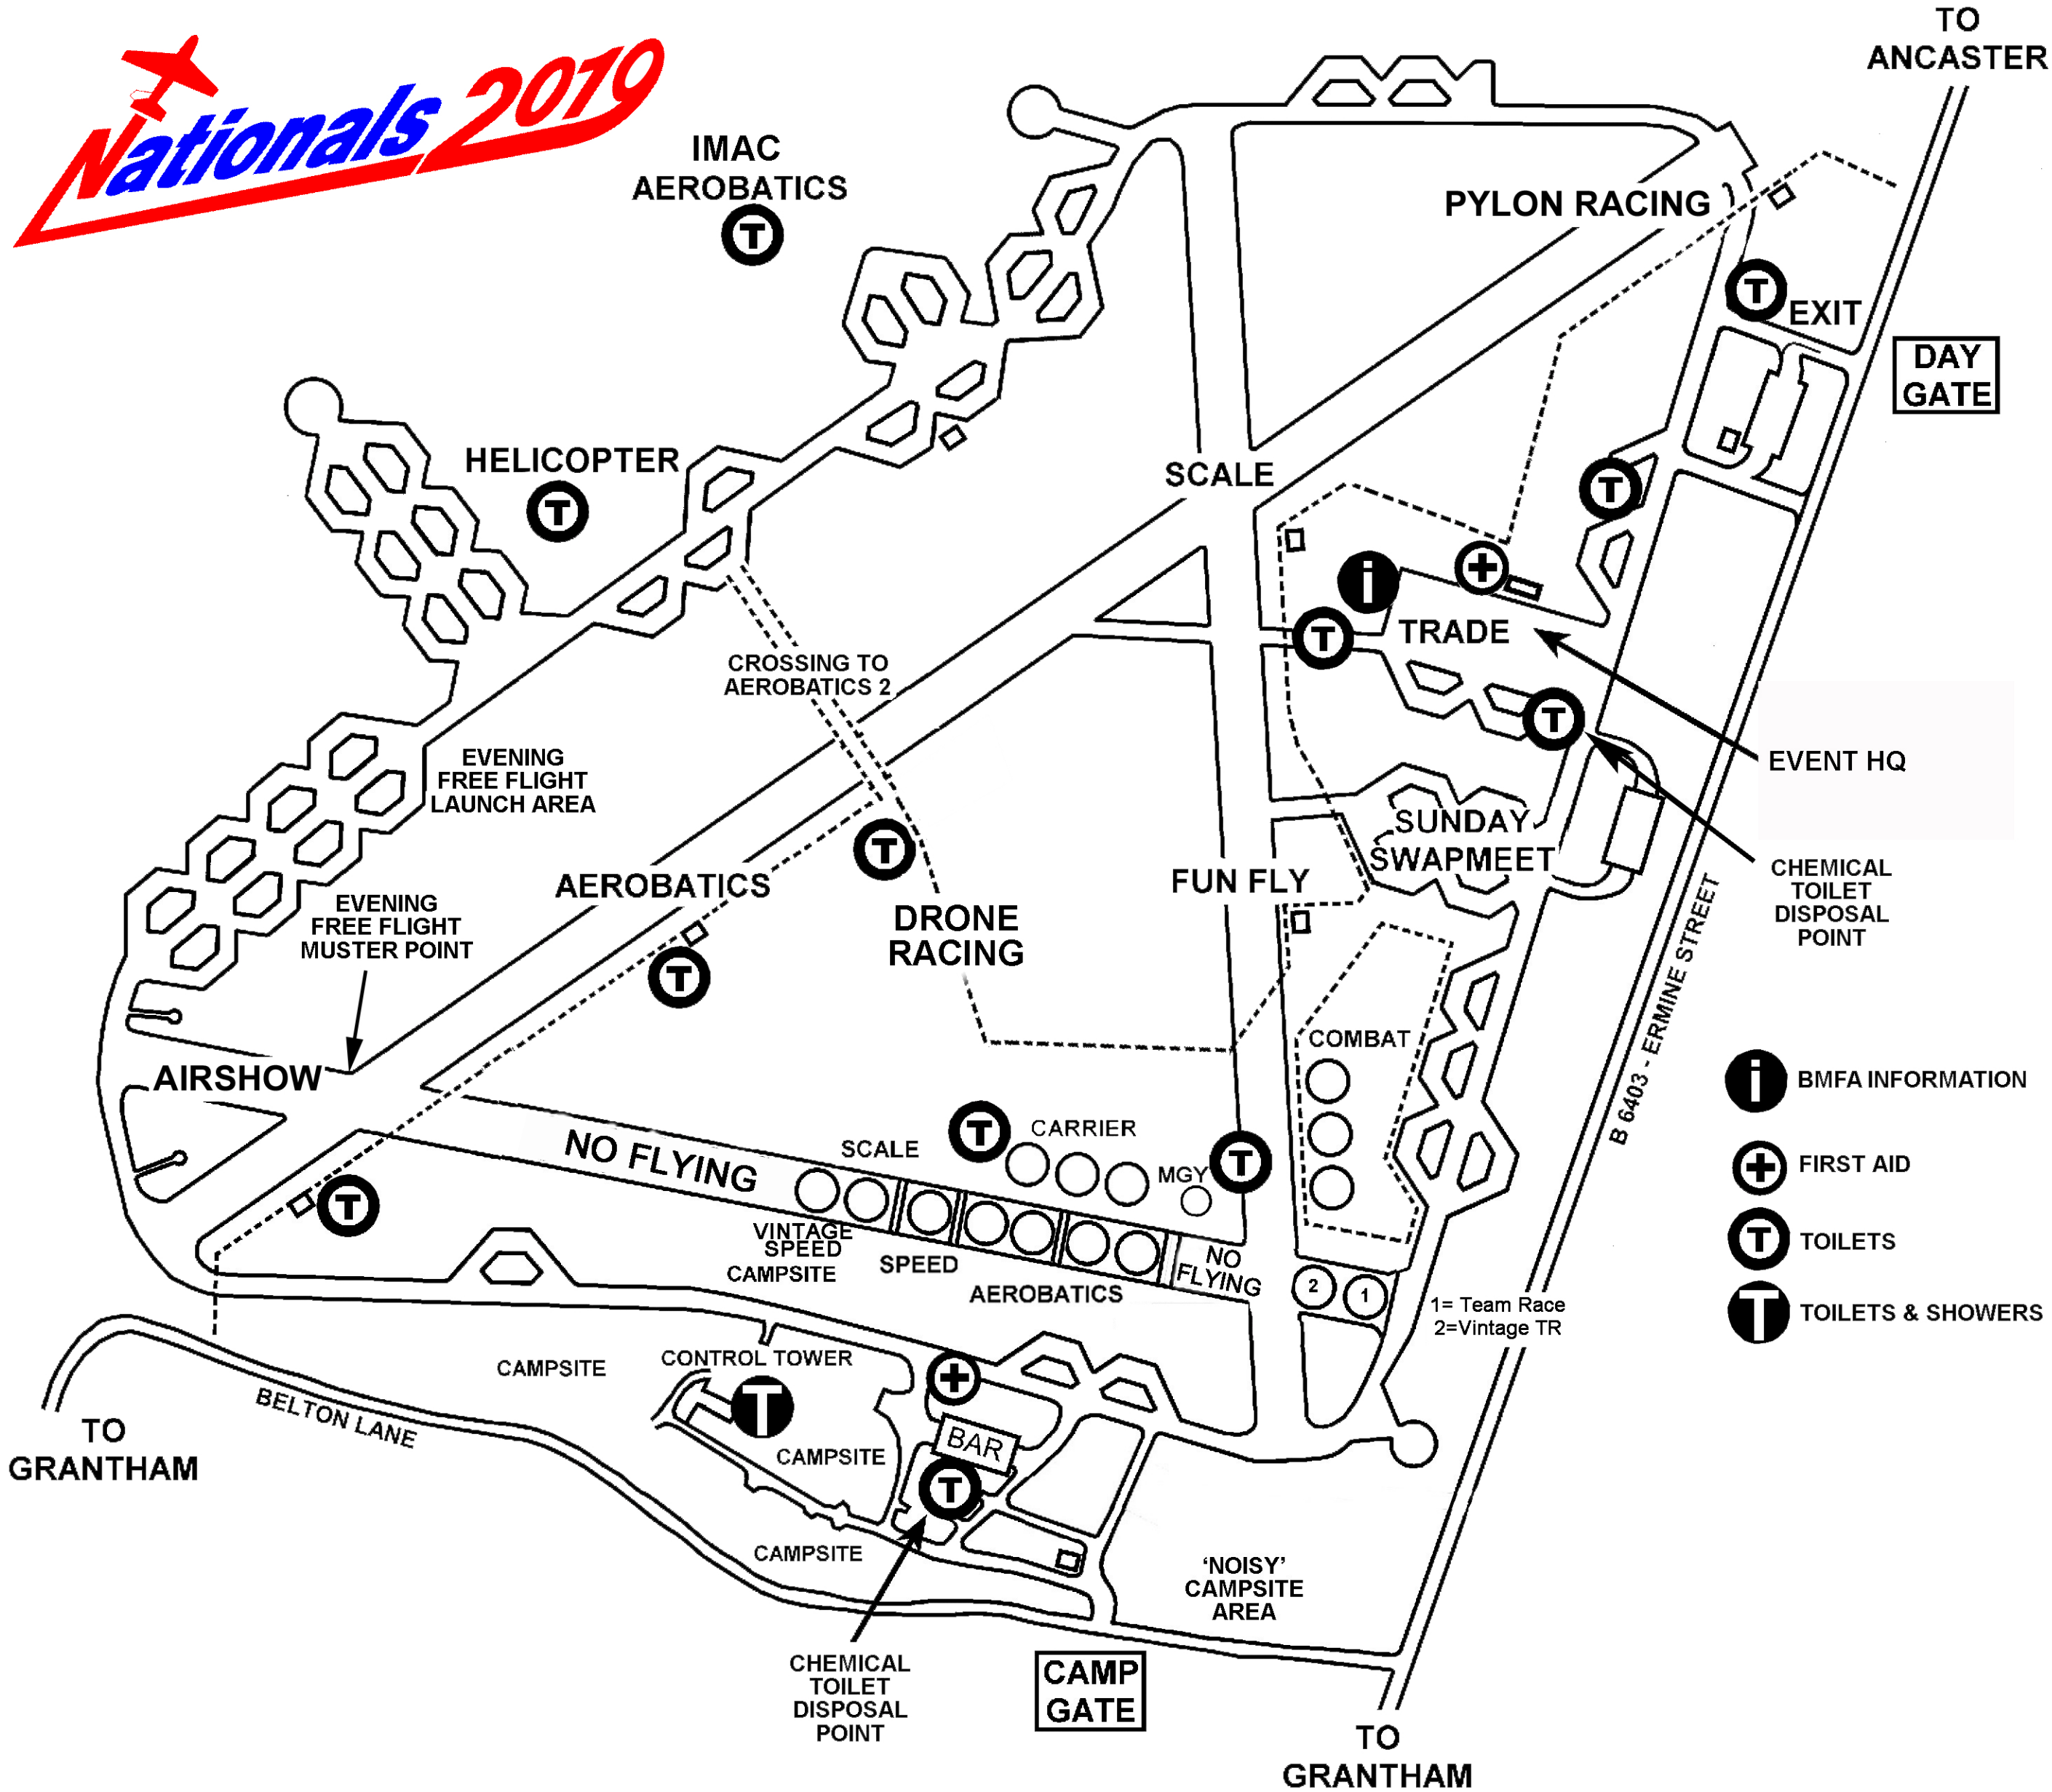 Nationals 2019
TO
ANCASTER
IMAC
AEROBATICS
T
PYLON RACING
T
EXIT
DAY
GATE
HELICOPTER
T
SCALE
T
i
T
TRADE
CROSSING TO
AEROBATICS 2
T
EVENT HQ
EVENING
FREE FLIGHT
LAUNCH AREA
SUNDAY
SWAPMEET
T
AEROBATICS
FUN FLY
CHEMICAL
TOILET
DISPOSAL
POINT
EVENING
FREE FLIGHT
MUSTER POINT
DRONE
RACING
T
B 6403 - ERMINE STREET
COMBAT
AIRSHOW
i
BMFA INFORMATION
NO FLYING
SCALE
T
CARRIER
MGY
T
FIRST AID
T
T
TOILETS
VINTAGE
SPEED
CAMPSITE
SPEED
AEROBATICS
NO
FLYING
2
1
1= Team Race
2=Vintage TR
T
TOILETS & SHOWERS
CAMPSITE
CONTROL TOWER
T
BELTON LANE
TO
GRANTHAM
CAMPSITE
BAR
T
CAMPSITE
'NOISY'
CAMPSITE
AREA
CHEMICAL
TOILET
DISPOSAL
POINT
CAMP
GATE
TO
GRANTHAM